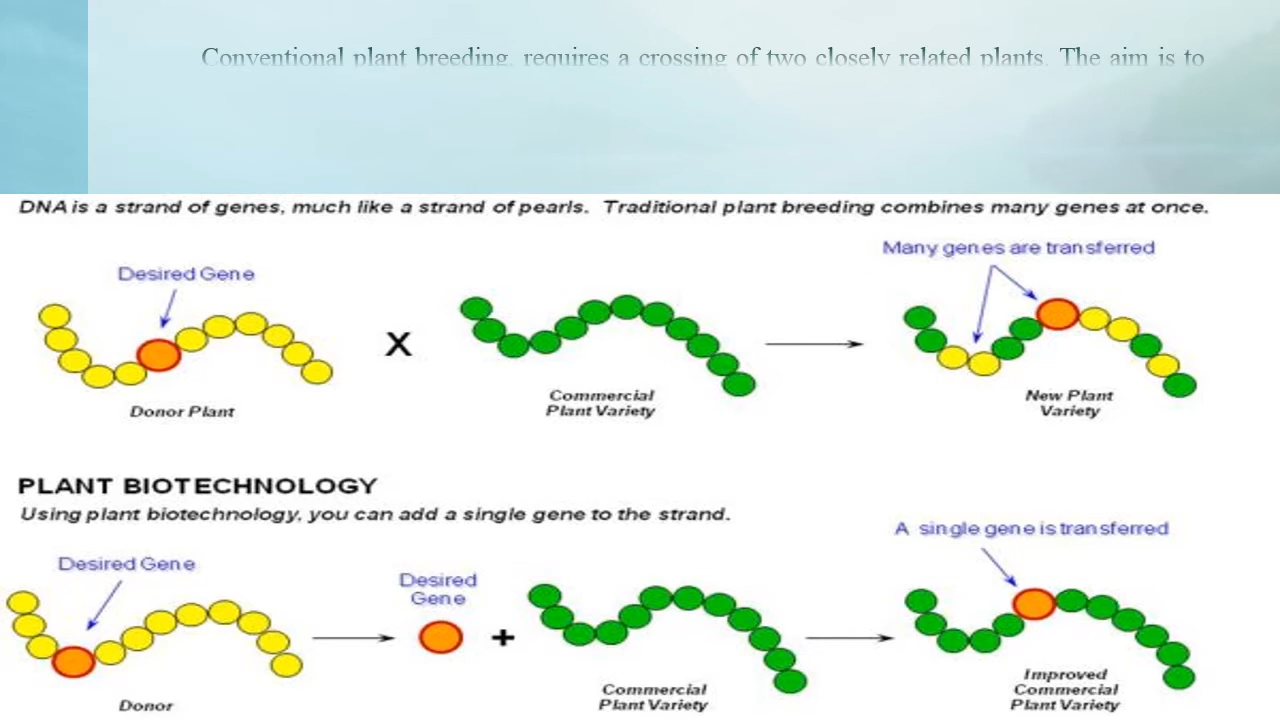 Conventional plant breeding, requires a crossing of two closely related plants. The aim is to
DNA is a strand of genes, much like a strand of pearls. Traditional plant breeding combines many genes at once.
Many genes are transferred
Desired Gene
X
Commercial
Plant Variety
New Plant
Variety
Donor Plant
PLANT BIOTECHNOLOGY
Using plant biotechnology, you can add a single gene to the strand.
A single gene is transferred
Desired Gene
Desired
Gene
+
Improved
Commercial
Plant Variety
Commercial
Plant Variety
Donor